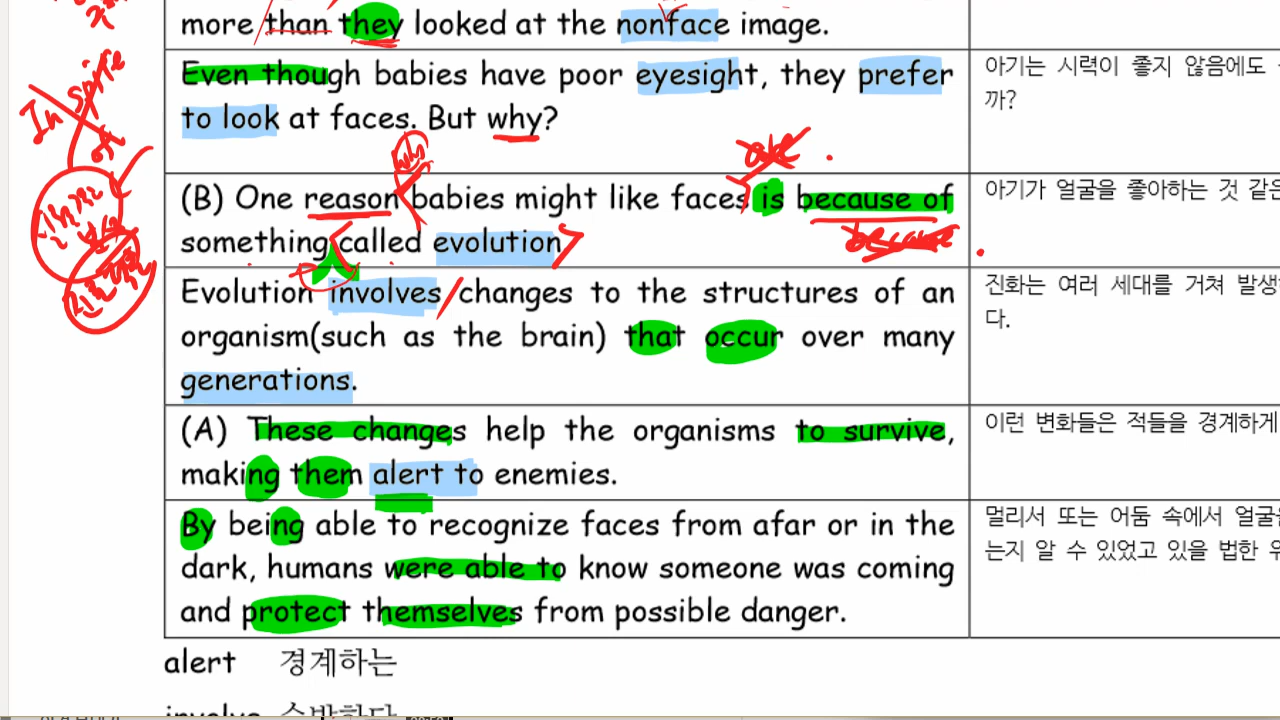 more than they looked at the nonface image.
Even though babies have poor eyesight, they prefer
to look at faces. But why?
아기는 시력이 좋지 않음에도
까?
In spite
of
why
are
(B) One reason babies might like faces is because of
something called evolution
because
아기가 얼굴을 좋아하는 것 같은
Evolution involves changes to the structures of an
organism(such as the brain) that occur over many
generations.
진화는 여러 세대를 거쳐
다.
(A) These changes help the organisms to survive,
making them alert to enemies.
이런 변화들은 적들을 경계하게
By being able to recognize faces from afar or in the
dark, humans were able to know someone was coming
and protect themselves from possible danger.
멀리서 또는 어둠 속에서
는지 알 수 있었고 있을 법한
alert 경계하는
involve 수반하다